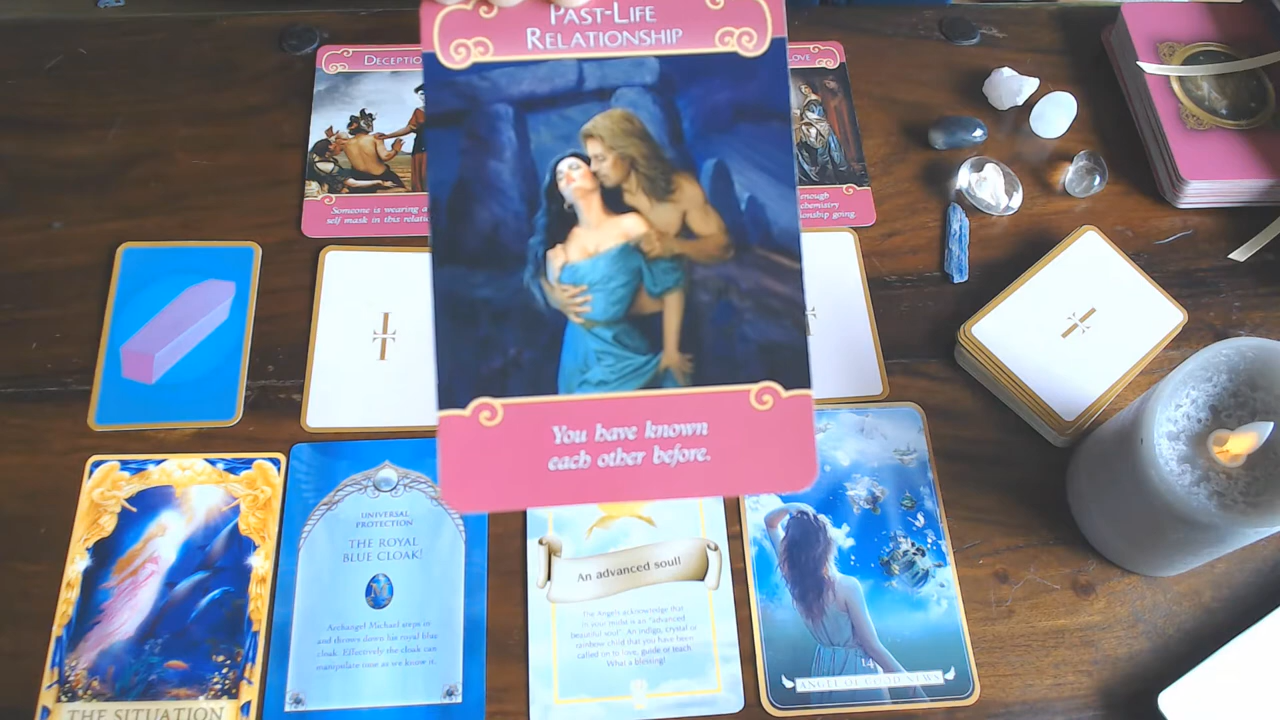 PAST-LIFE
RELATIONSHIP
You have known
each other before.
DECEPTIO
Someone is wearing a
self mask in this relati
LOVE
enough
chemistry
ionship going.
THE SITUATION
UNIVERSAL
PROTECTION
THE ROYAL
BLUE CLOAK!
Archangel Michael steps in
and throws down his royal blue
cloak. Effectively the cloak can
manipulate time as we know it.
An advanced soul!
The Angels acknowledge that
in your midst is an "advanced
beautiful soul". An indigo, crystal or
rainbow child that you have been
called on to love, guide or teach.
What a blessing!
14
ANGEL OF GOOD NEWS